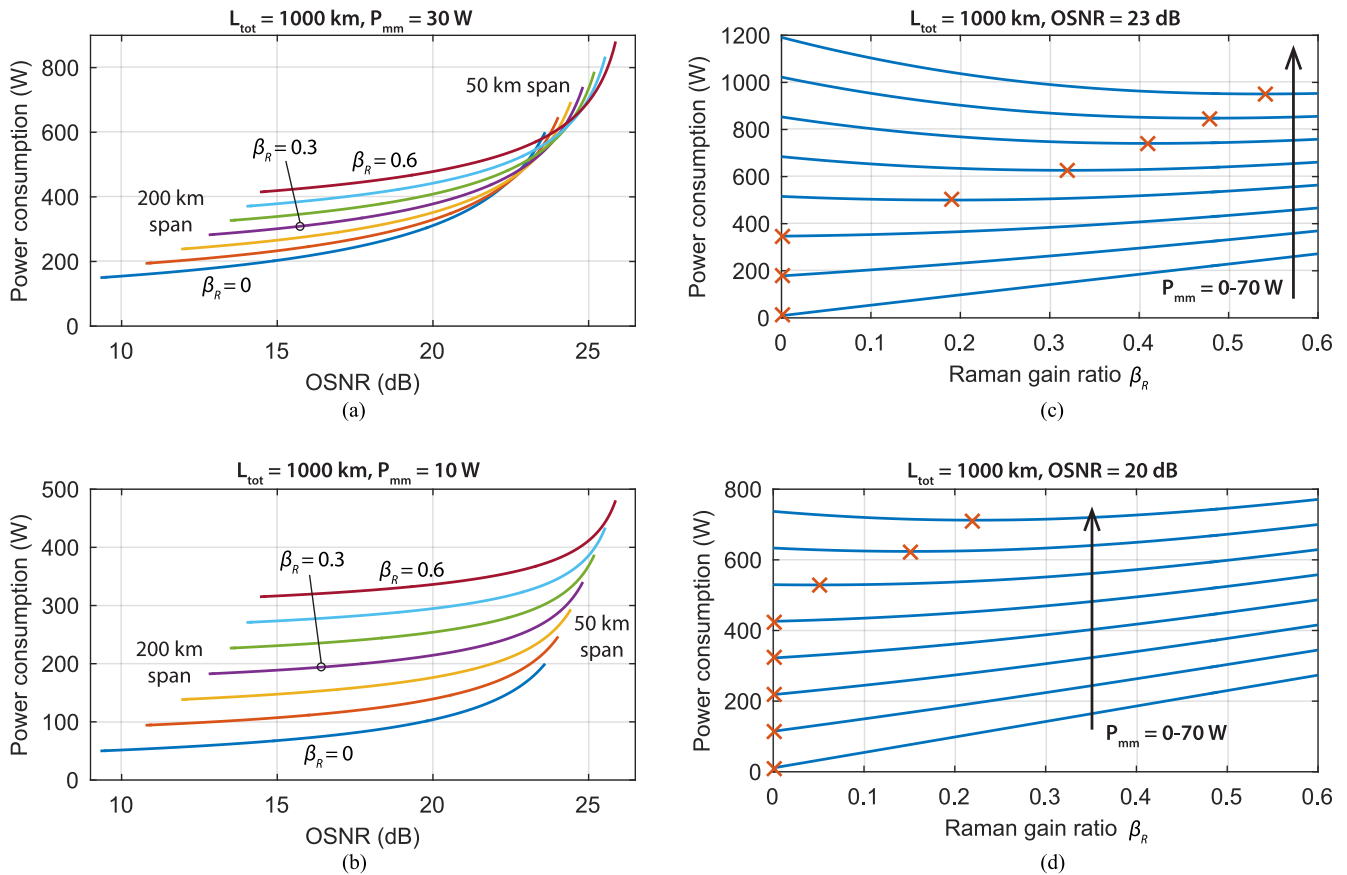 L_tot = 1000 km, P_mm = 30 W
Power consumption (W)
800
600
400
200
0
50 km span
β_R = 0.3
β_R = 0.6
200 km
span
β_R = 0
10
15
20
25
OSNR (dB)
(a)
L_tot = 1000 km, OSNR = 23 dB
Power consumption (W)
1200
1000
800
600
400
200
0
P_mm = 0-70 W
0
0.1
0.2
0.3
0.4
0.5
0.6
Raman gain ratio β_R
(c)
L_tot = 1000 km, P_mm = 10 W
Power consumption (W)
500
400
300
200
100
0
β_R = 0.3
β_R = 0.6
200 km
span
50 km
span
β_R = 0
10
15
20
25
OSNR (dB)
(b)
L_tot = 1000 km, OSNR = 20 dB
Power consumption (W)
800
600
400
200
0
P_mm = 0-70 W
0
0.1
0.2
0.3
0.4
0.5
0.6
Raman gain ratio β_R
(d)